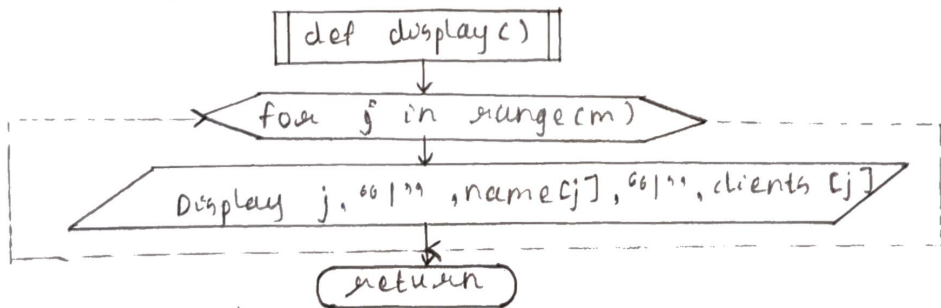 def display()
for j in range(m)
Display j, "|", name[j], "|", clients[j]
return